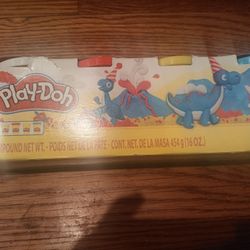 Play-Doh
POUND NET WT. - POIDS NET DE LA PÂTE - CONT. NET. DE LA MASA 454 g (16 OZ.)